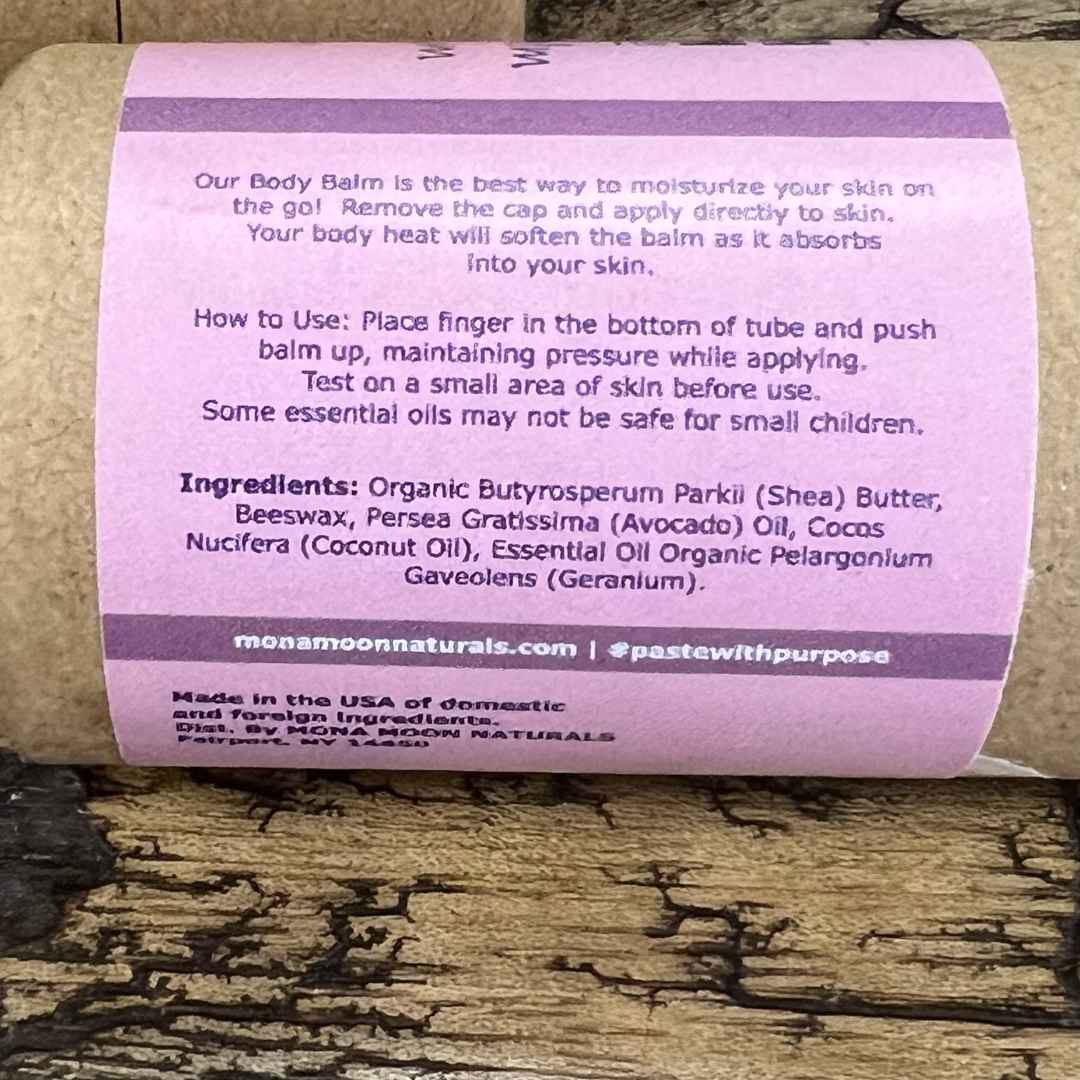 Our Body Balm is the best way to moisturize your skin on
the go! Remove the cap and apply directly to skin.
Your body heat will soften the balm as it absorbs
into your skin.
How to Use: Place finger in the bottom of tube and push
balm up, maintaining pressure while applying.
Test on a small area of skin before use.
Some essential oils may not be safe for small children.
Ingredients: Organic Butyrosperum Parkii (Shea) Butter,
Beeswax, Persea Gratissima (Avocado) Oil, Cocos
Nucifera (Coconut Oil), Essential Oil Organic Pelargonium
Gaveolens (Geranium).
monamoonnaturals.com | #pastewithpurpose
Made in the USA of domestic
and foreign ingredients.
Dist. By MONA MOON NATURALS
Fairport, NY 14450